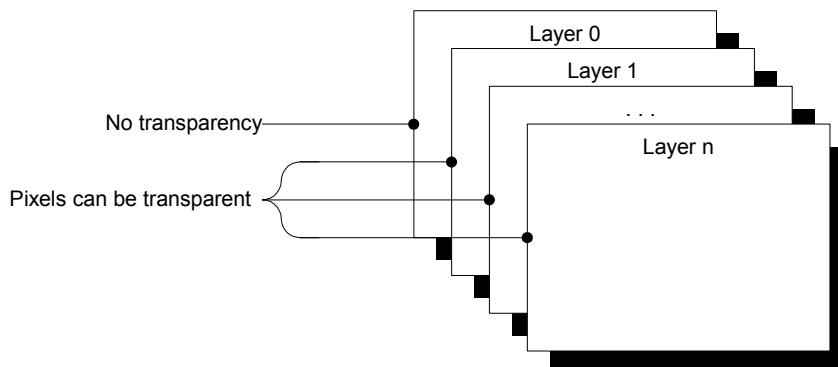 Layer 0
Layer 1
No transparency
. . .
Layer n
Pixels can be transparent